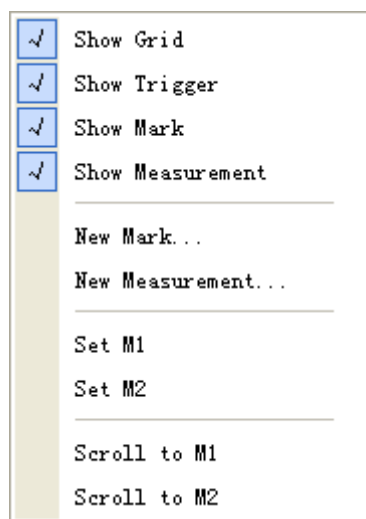 Show Grid
Show Trigger
Show Mark
Show Measurement
New Mark...
New Measurement...
Set M1
Set M2
Scroll to M1
Scroll to M2